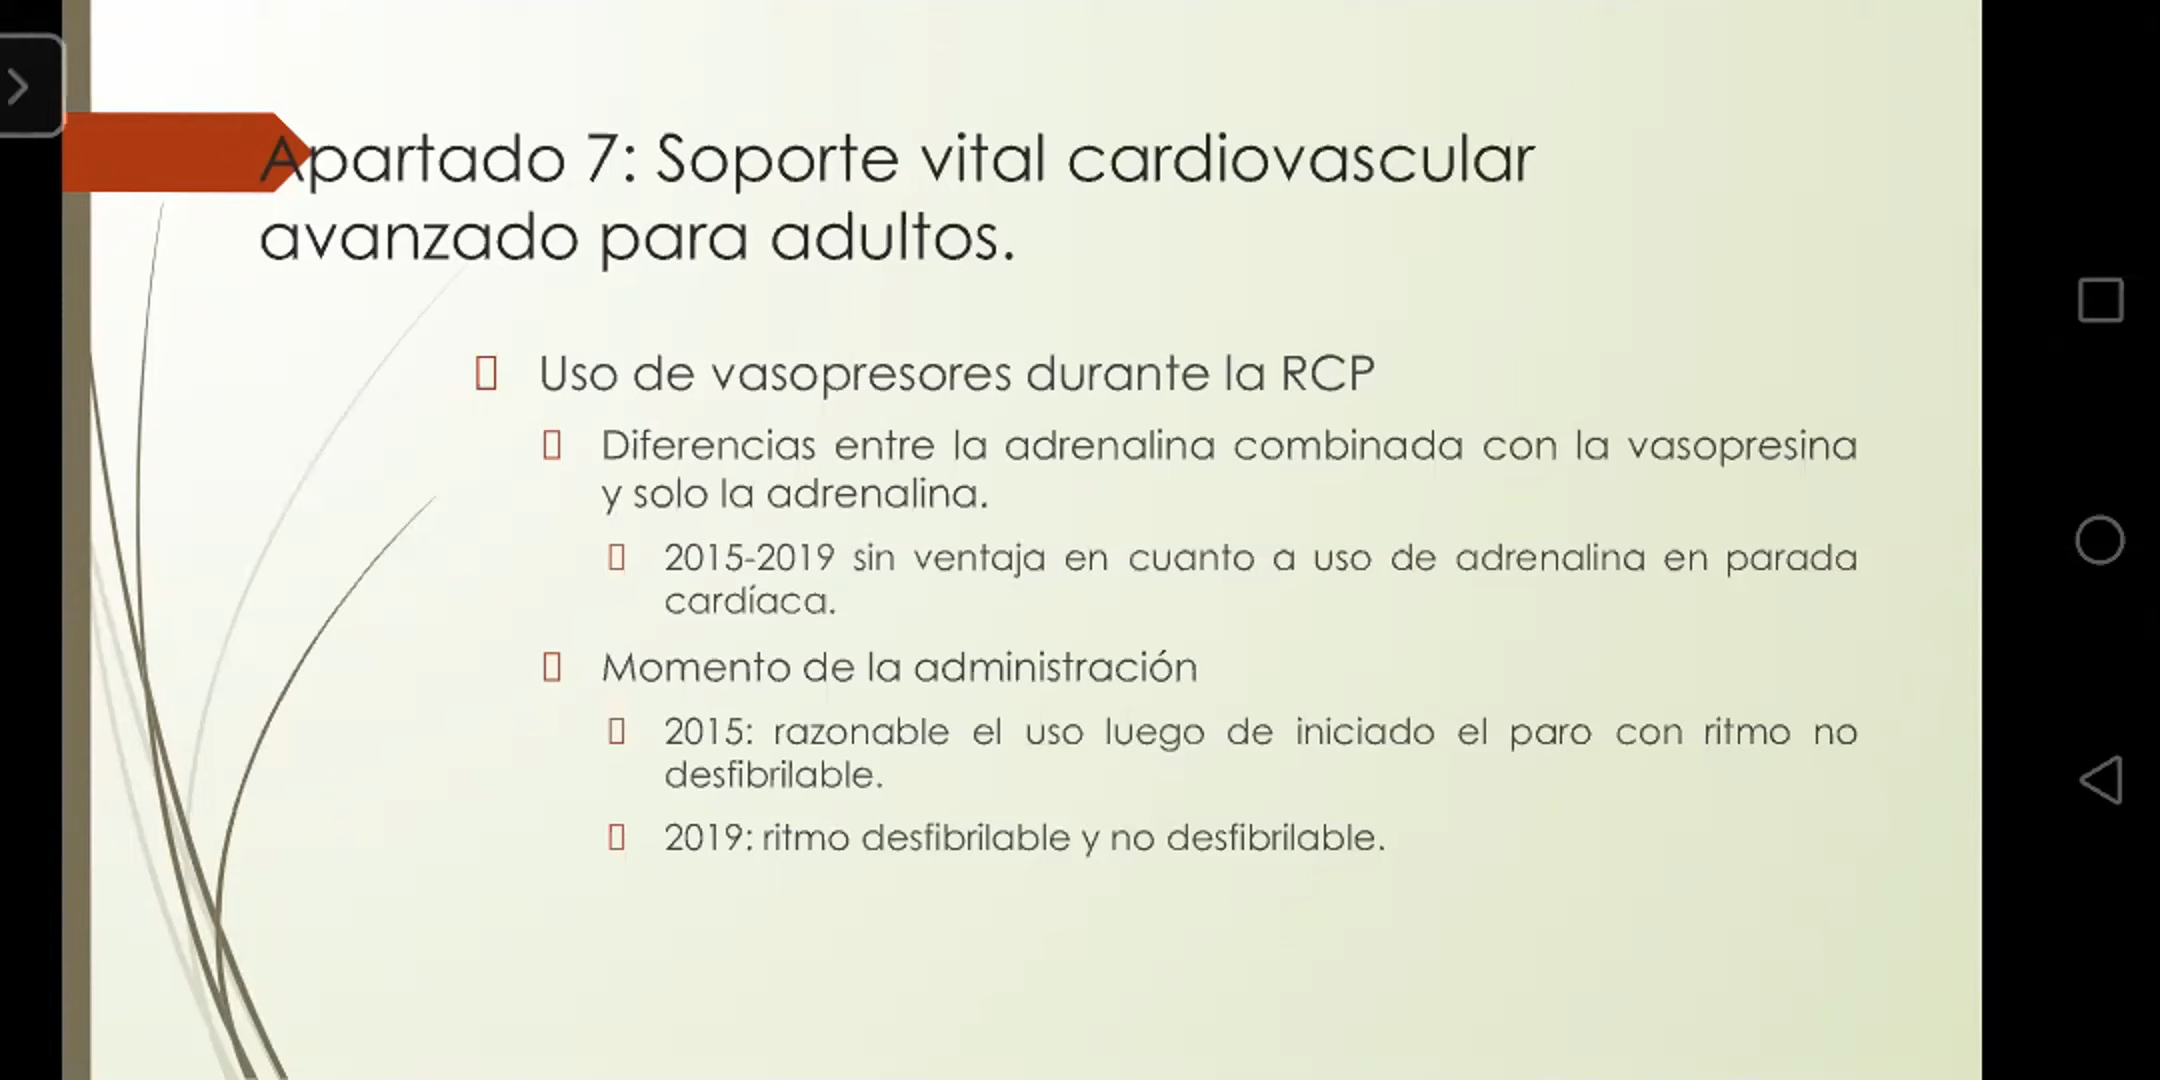 Apartado 7: Soporte vital cardiovascular
avanzado para adultos.
Uso de vasopresores durante la RCP
Diferencias entre la adrenalina combinada con la vasopresina
y solo la adrenalina.
2015-2019 sin ventaja en cuanto a uso de adrenalina en parada
cardíaca.
Momento de la administración
2015: razonable el uso luego de iniciado el paro con ritmo no
desfibrilable.
2019: ritmo desfibrilable y no desfibrilable.